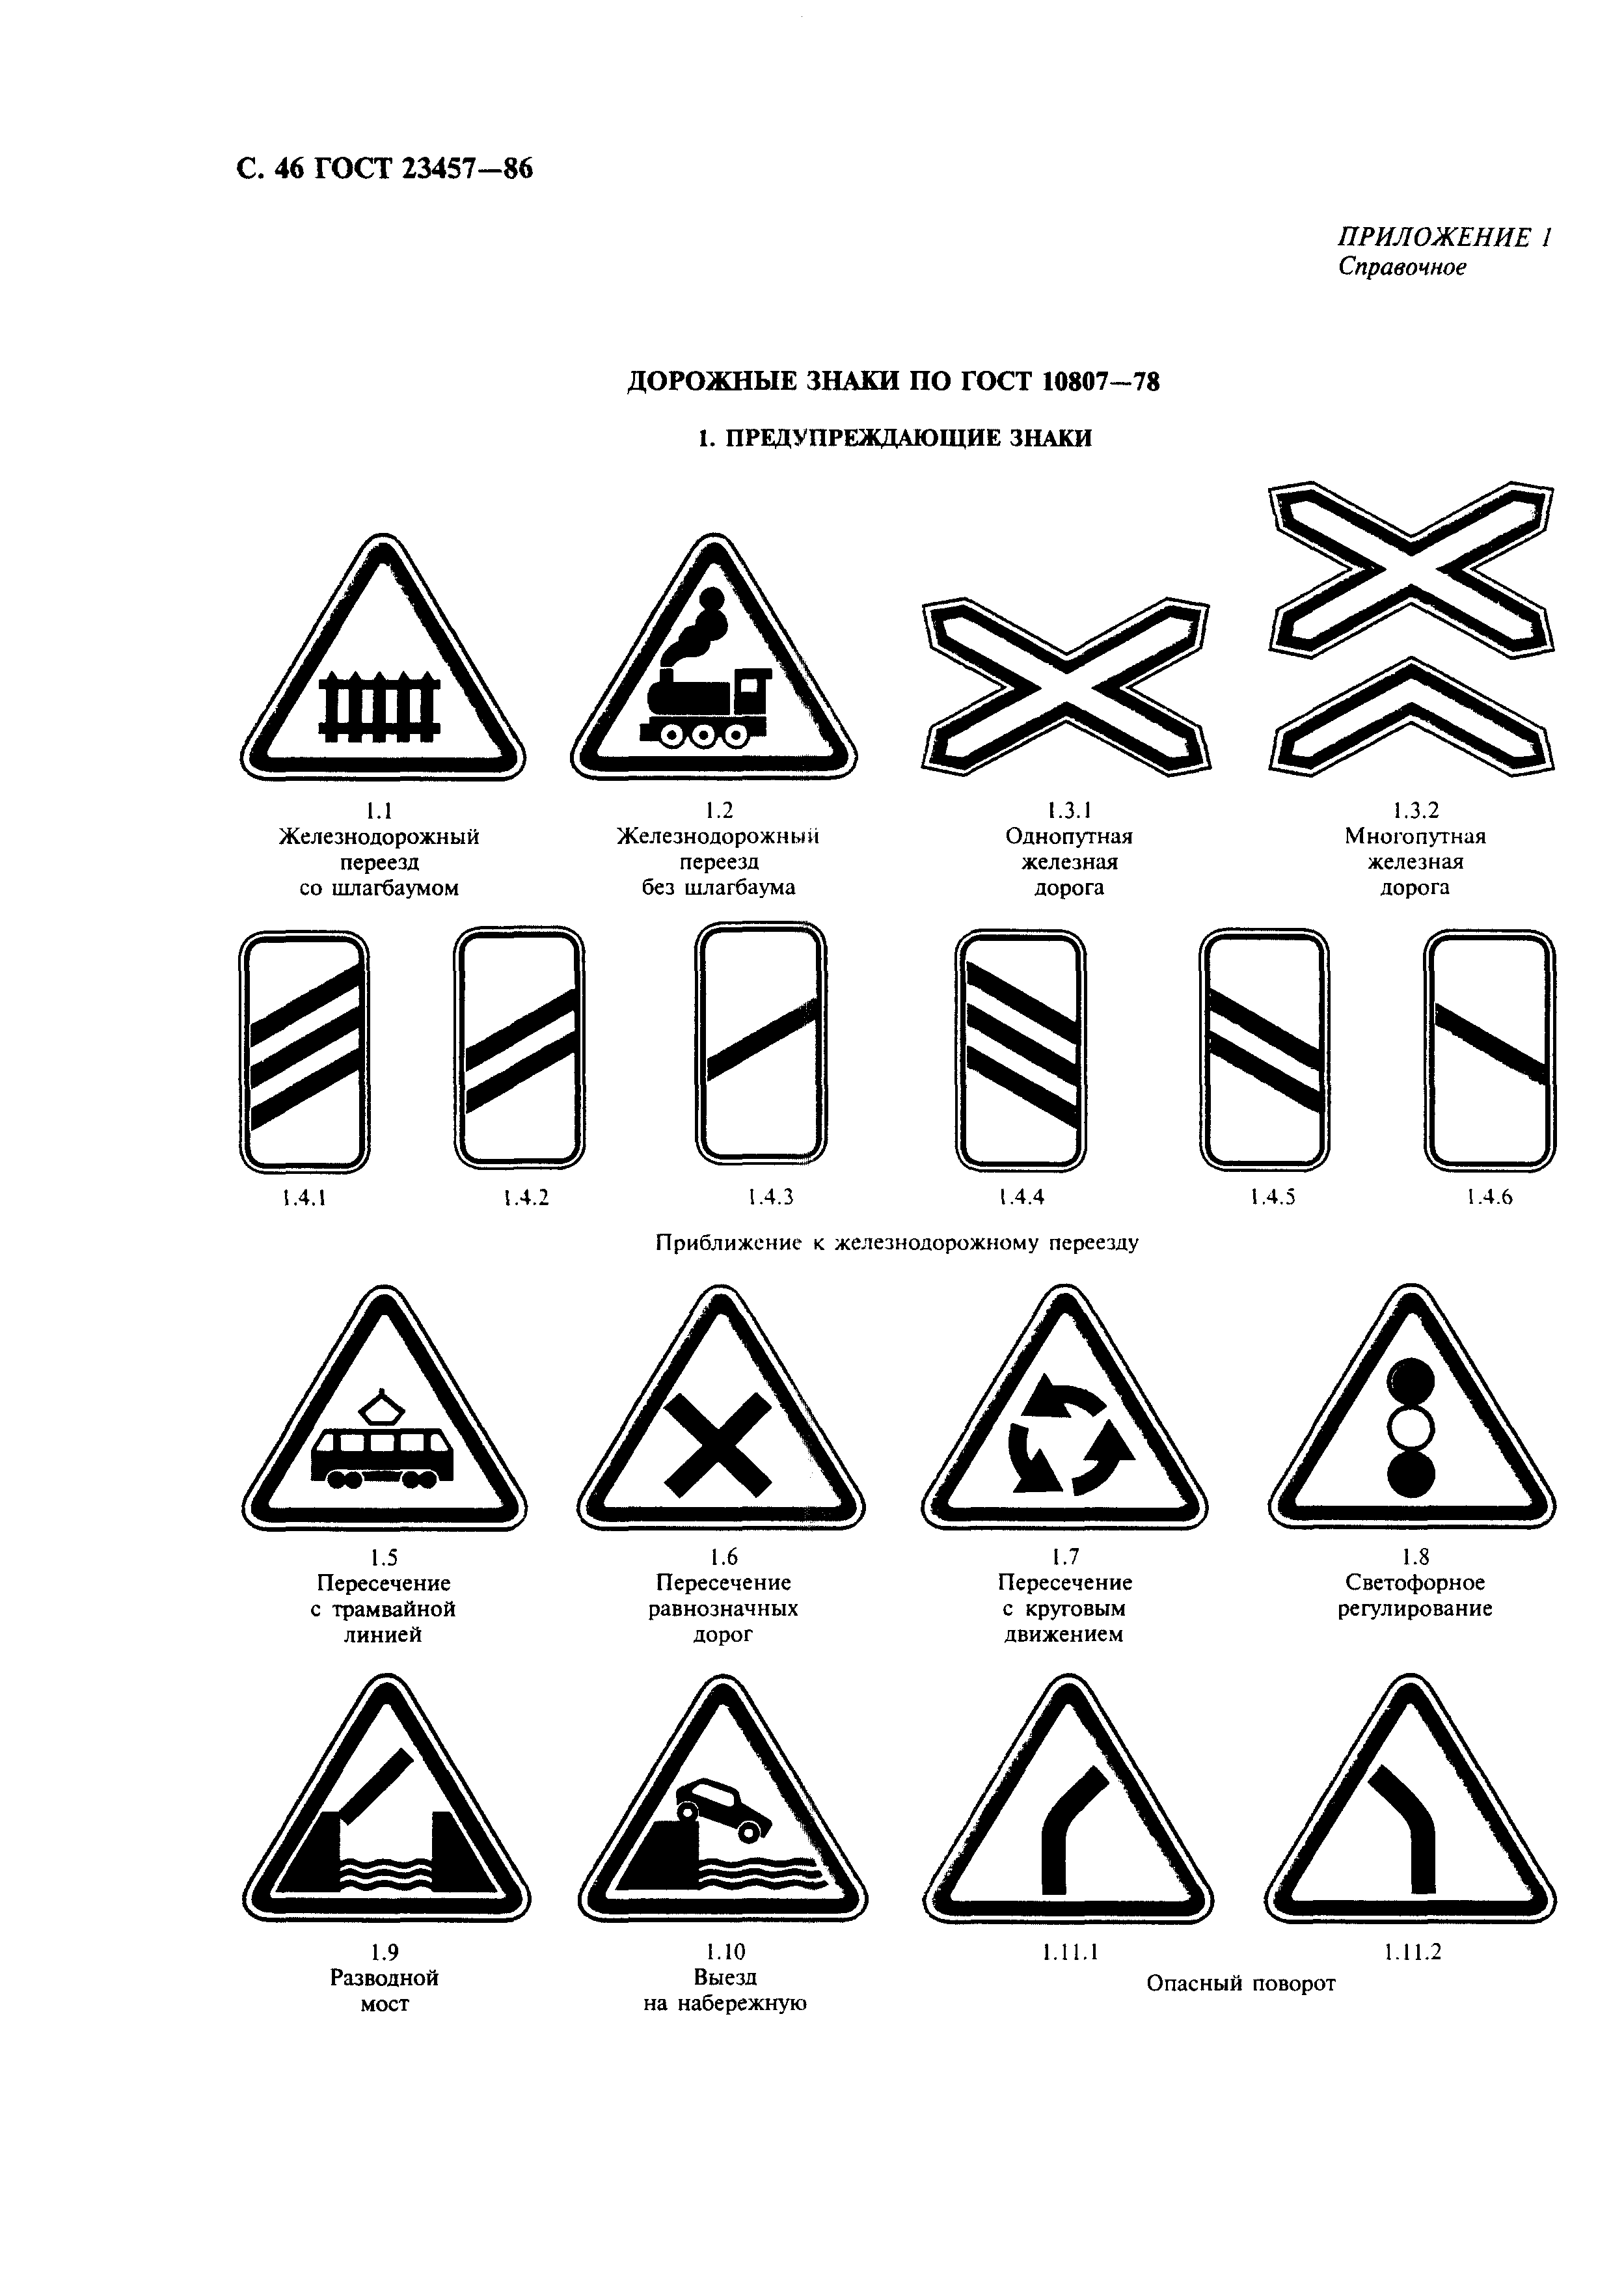 С. 46 ГОСТ 23457—86
ПРИЛОЖЕНИЕ 1
Справочное
ДОРОЖНЫЕ ЗНАКИ ПО ГОСТ 10807—78
1. ПРЕДУПРЕЖДАЮЩИЕ ЗНАКИ
1.1
Железнодорожный
переезд
со шлагбаумом
1.2
Железнодорожный
переезд
без шлагбаума
1.3.1
Однопутная
железная
дорога
1.3.2
Многопутная
железная
дорога
1.4.1
1.4.2
1.4.3
1.4.4
1.4.5
1.4.6
Приближение к железнодорожному переезду
1.5
Пересечение
с трамвайной
линией
1.6
Пересечение
равнозначных
дорог
1.7
Пересечение
с круговым
движением
1.8
Светофорное
регулирование
1.9
Разводной
мост
1.10
Выезд
на набережную
1.11.1
1.11.2
Опасный поворот